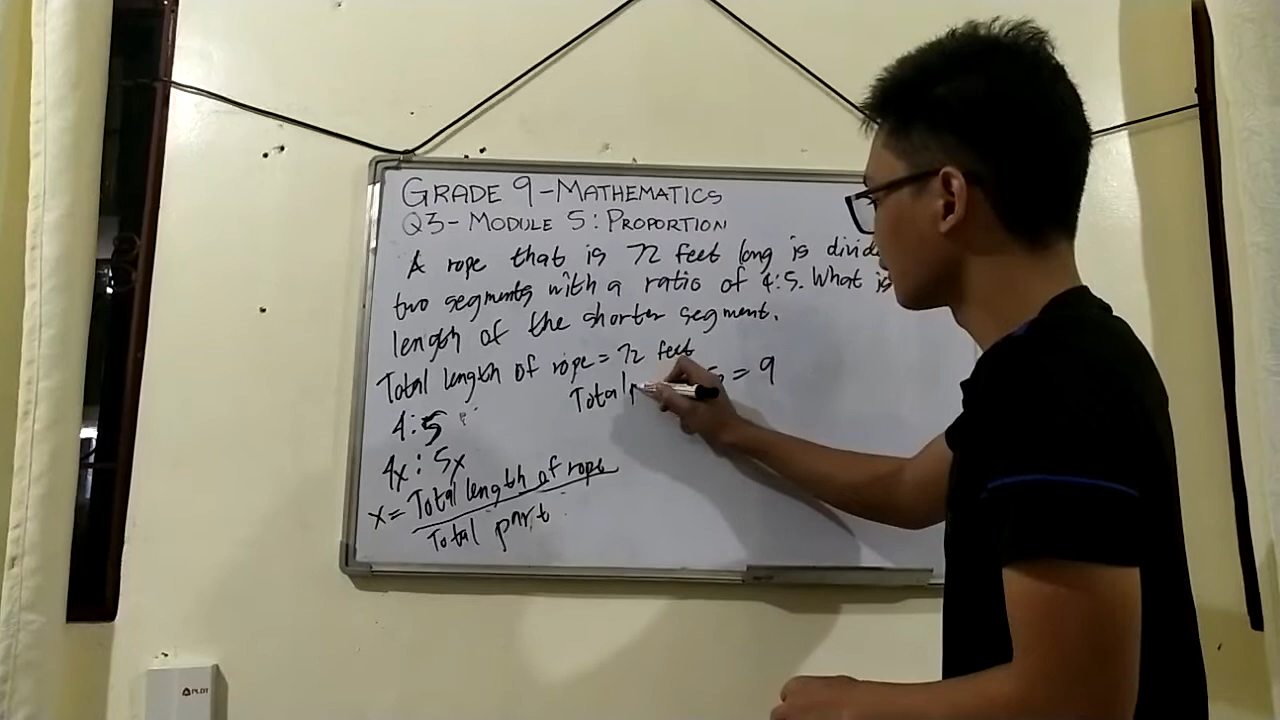 GRADE 9-MATHEMATICS
Q3-MODULE 5: PROPORTION
A rope that is 72 feet long is divid
two segments with a ratio of 4:5. What is
length of the shorter segment.
Total length of rope = 72 feet
Total p 5 = 9
4:5
4x : 5x
x = Total length of rope
Total part
PLDT